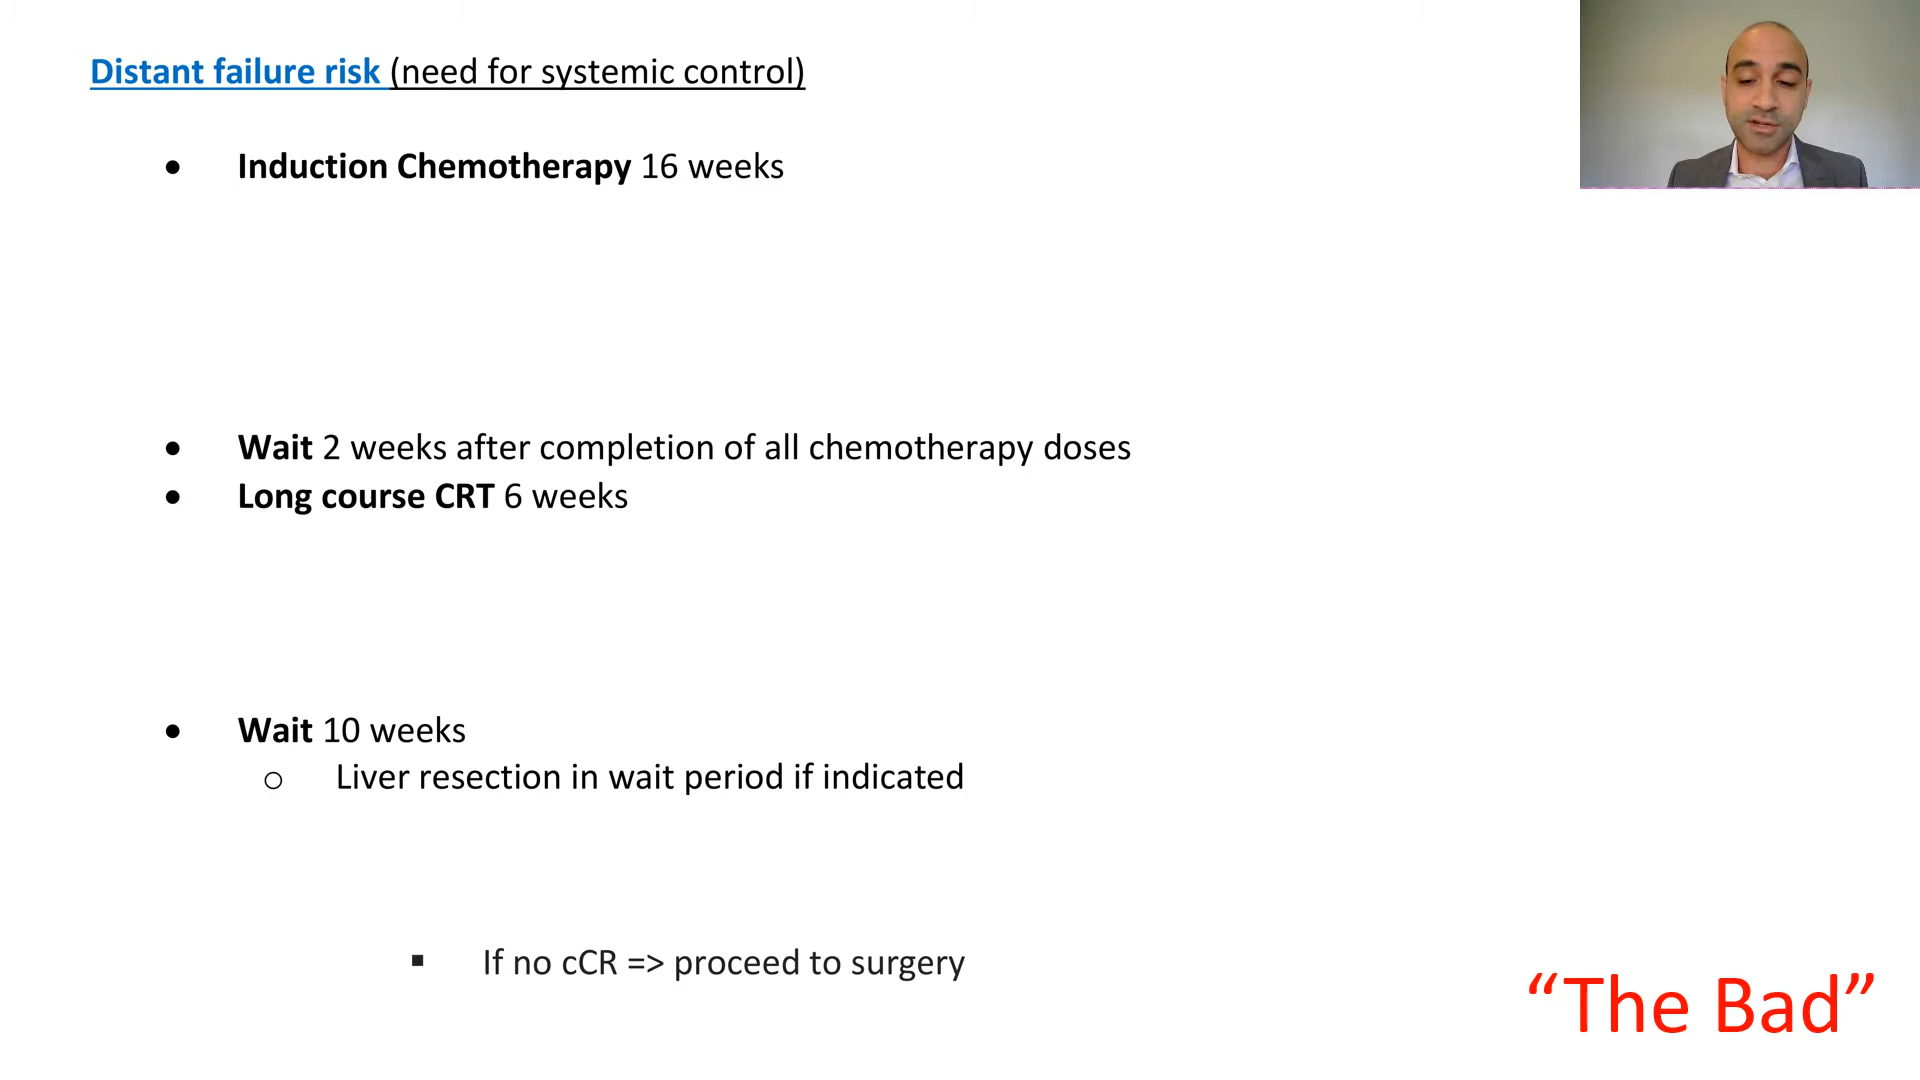 Distant failure risk (need for systemic control)
• Induction Chemotherapy 16 weeks
• Wait 2 weeks after completion of all chemotherapy doses
• Long course CRT 6 weeks
• Wait 10 weeks
o Liver resection in wait period if indicated
▪ If no cCR => proceed to surgery
“The Bad”